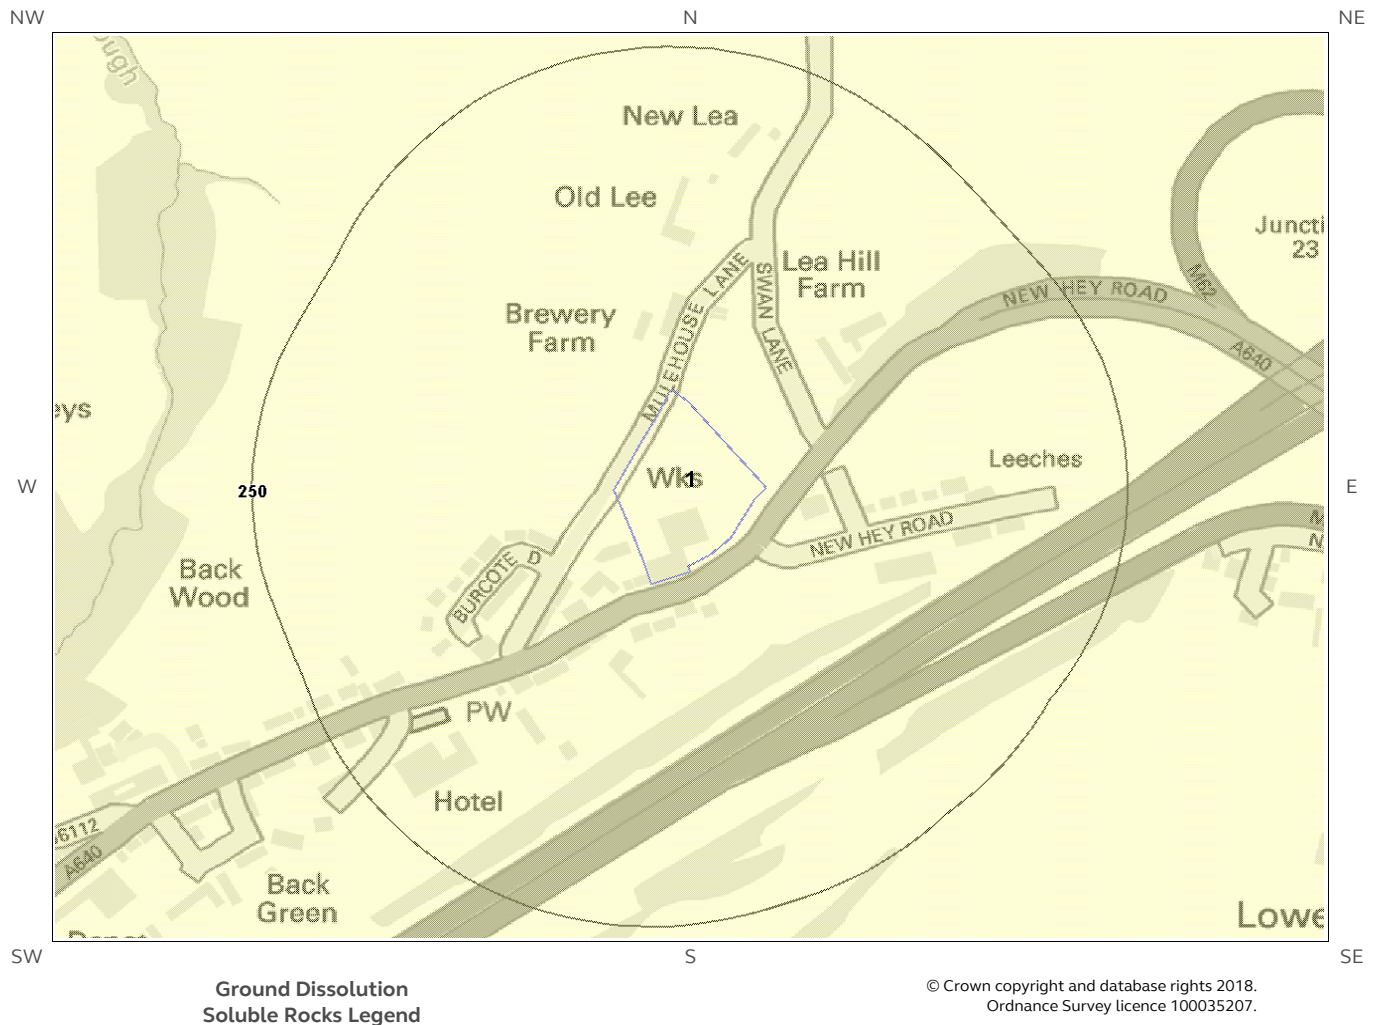 NW
N
NE
ough
New Lea
Old Lee
Juncti
23
Lea Hill
Farm
MULEHOUSE LANE
SWAN LANE
M62
NEW HEY ROAD
Brewery
Farm
A640
eys
Leeches
Wks
1
W
250
E
NEW HEY ROAD
M
N
BURCOTE D
Back
Wood
PW
Hotel
6112
A640
Back
Green
Lowe
SW
S
SE
Ground Dissolution
Soluble Rocks Legend
© Crown copyright and database rights 2018.
Ordnance Survey licence 100035207.